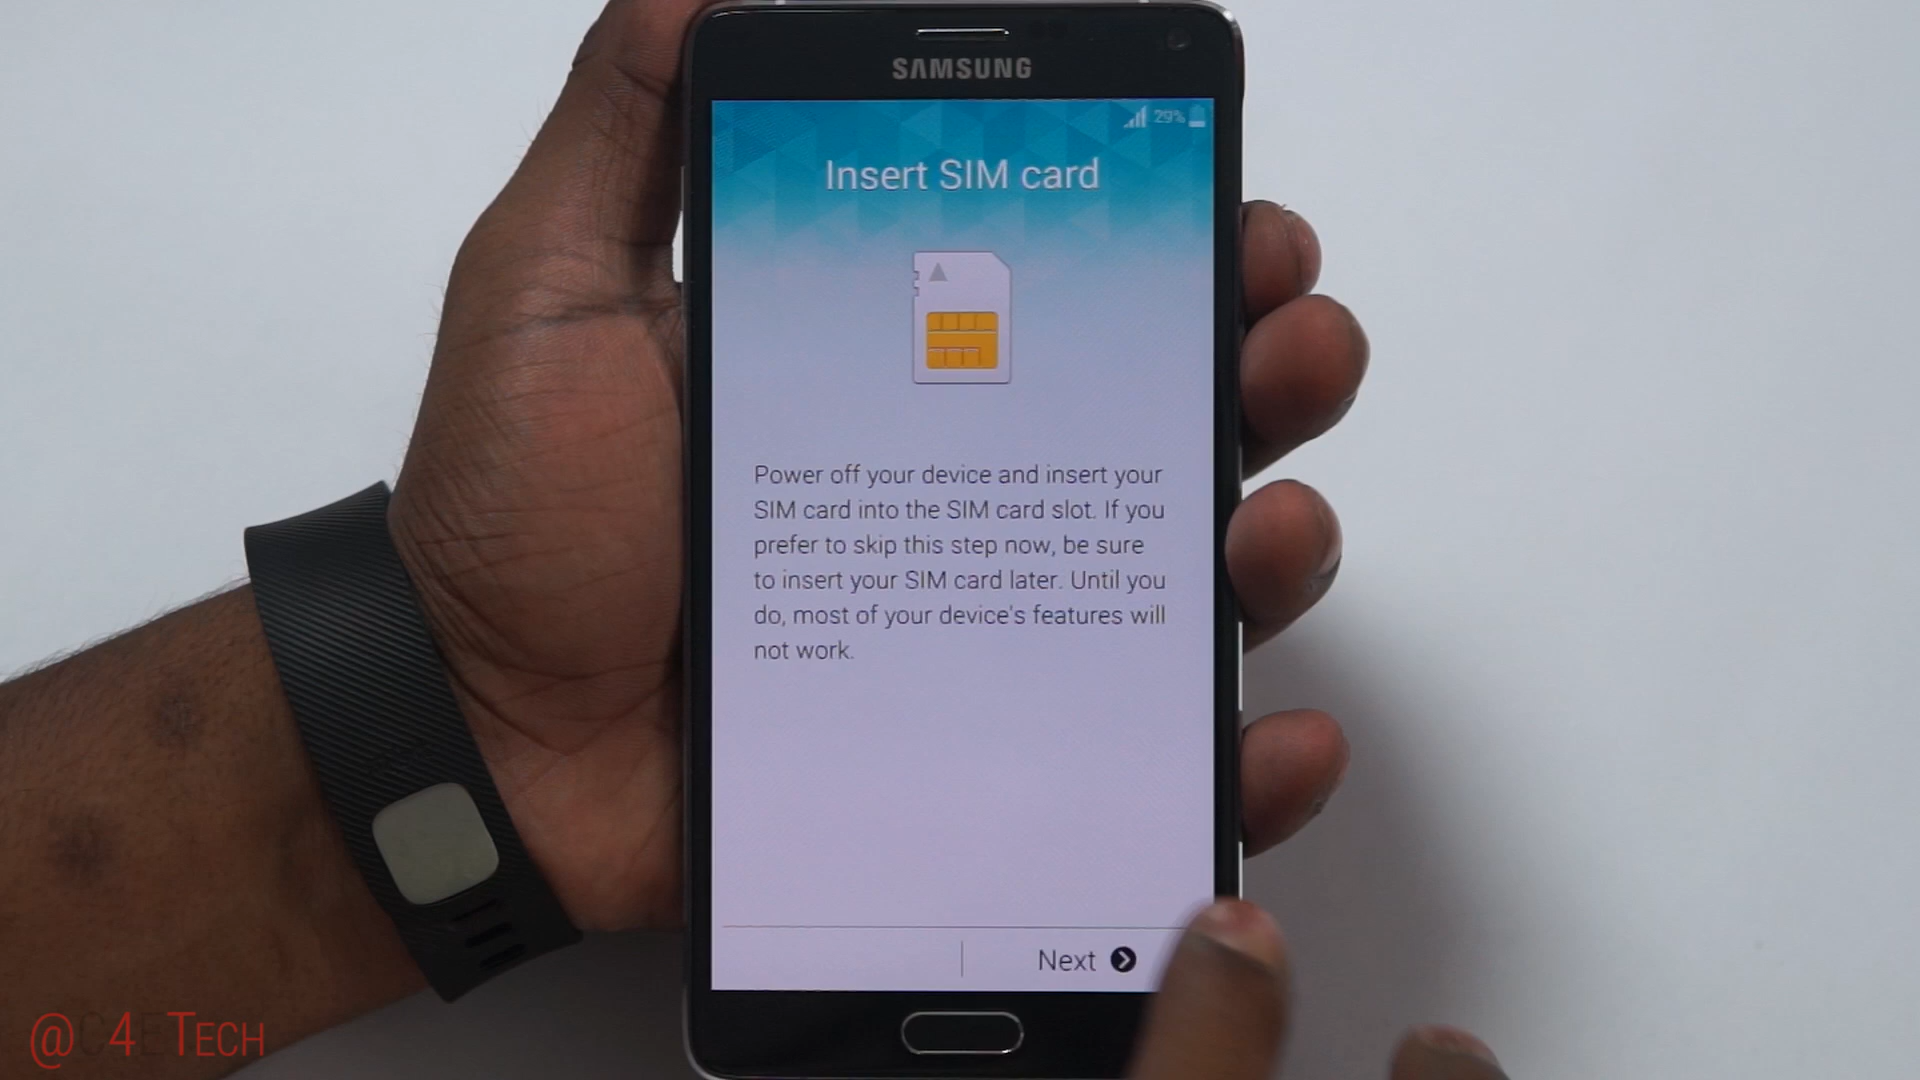 SAMSUNG
29%
Insert SIM card
Power off your device and insert your
SIM card into the SIM card slot. If you
prefer to skip this step now, be sure
to insert your SIM card later. Until you
do, most of your device's features will
not work.
Next
@C4ETECH